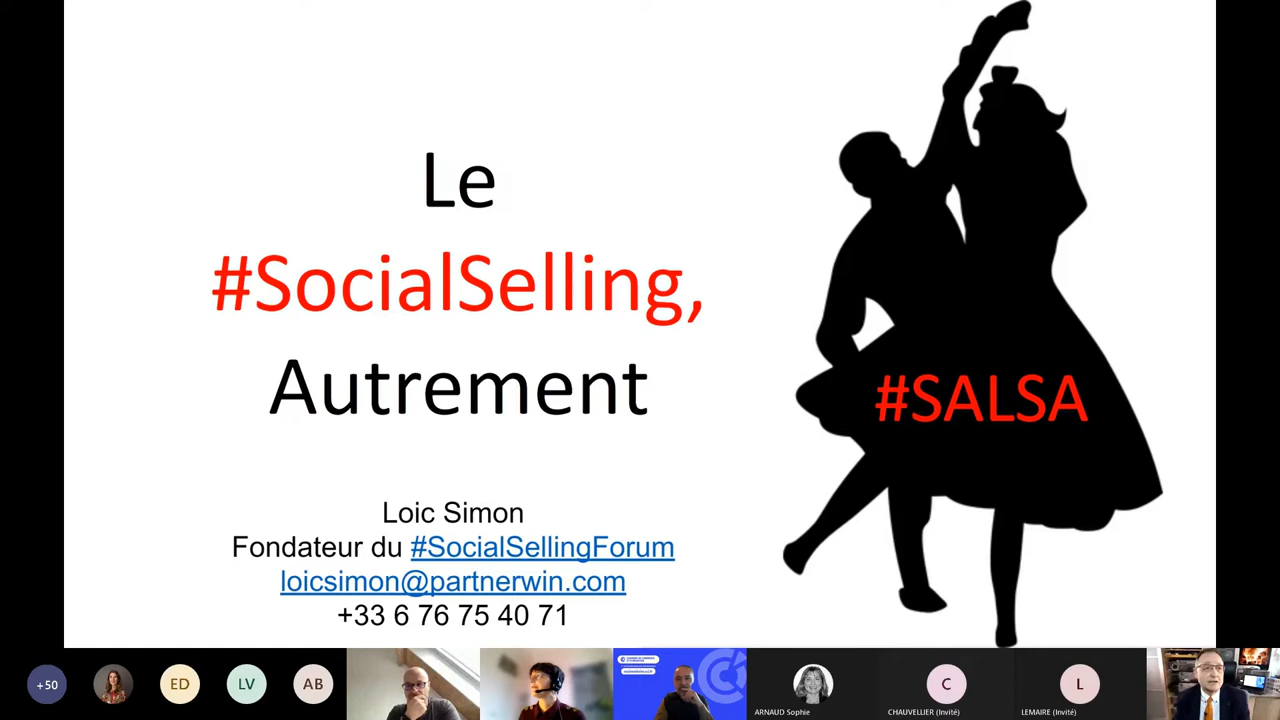 Le
#SocialSelling,
Autrement
#SALSA
Loic Simon
Fondateur du #SocialSellingForum
loicsimon@partnerwin.com
+33 6 76 75 40 71
+50
ED
LV
AB
ARNAUD Sophie
C
CHAUVELLIER (Invité)
L
LEMAIRE (Invité)